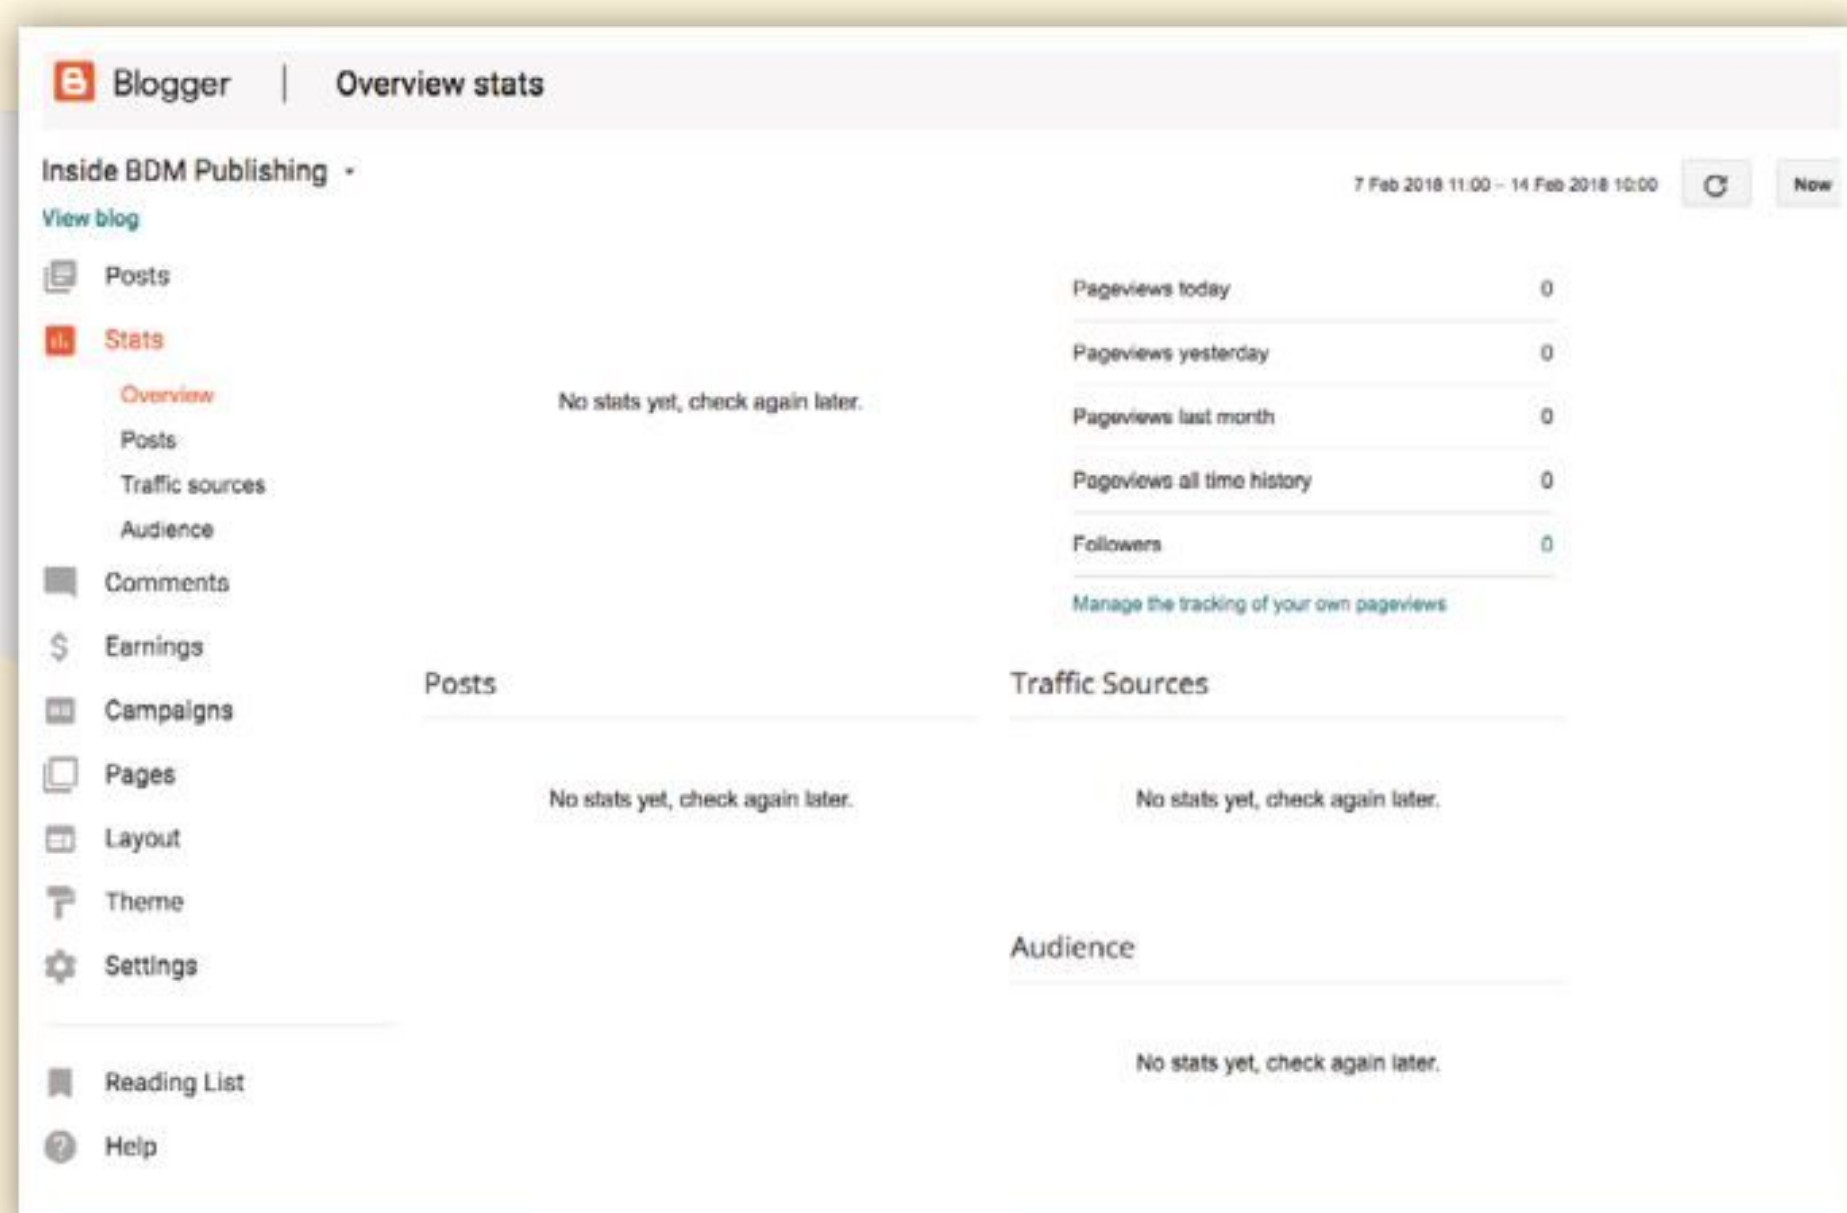 Blogger | Overview stats
Inside BDM Publishing
7 Feb 2018 11:00 – 14 Feb 2018 10:00
Now
View blog
Posts
Stats
Overview
Posts
Traffic sources
Audience
Comments
Earnings
Campaigns
Pages
Layout
Theme
Settings
Reading List
Help
No stats yet, check again later.
Pageviews today 0
Pageviews yesterday 0
Pageviews last month 0
Pageviews all time history 0
Followers 0
Manage the tracking of your own pageviews
Posts
No stats yet, check again later.
Traffic Sources
No stats yet, check again later.
Audience
No stats yet, check again later.